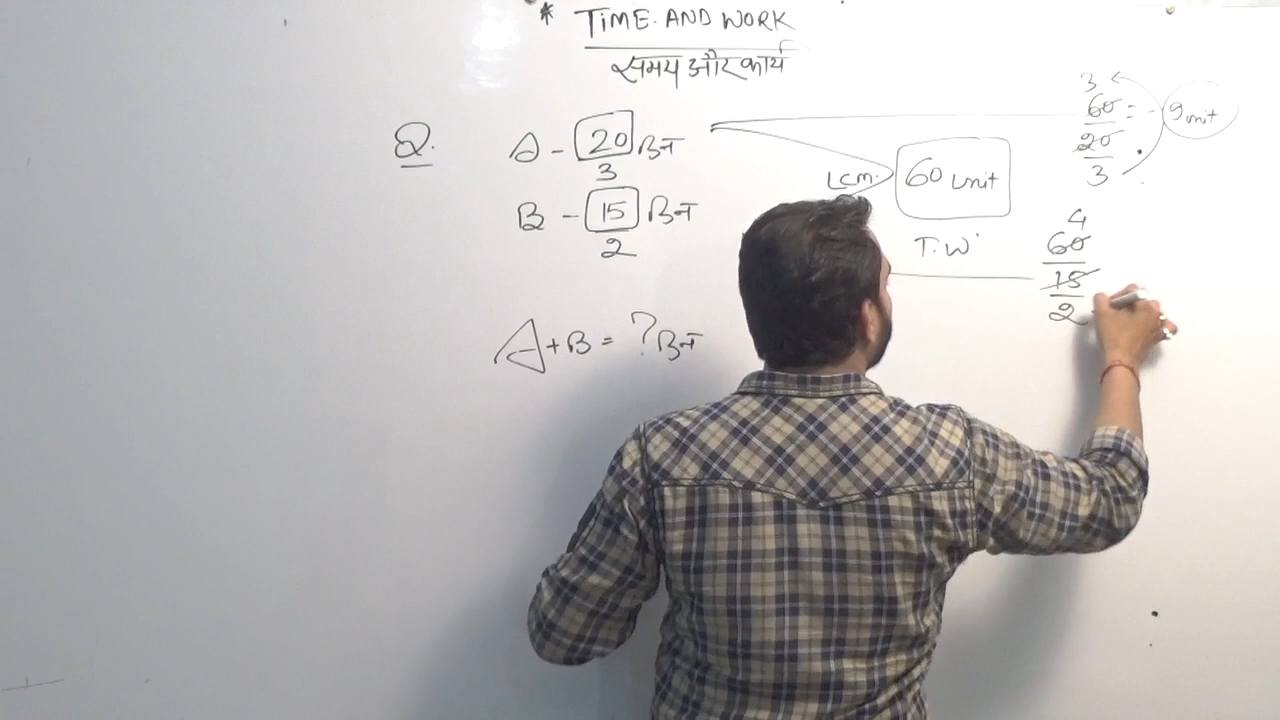 * TIME AND WORK
समय और कार्य
Q. A - 20/3 दिन
B - 15/2 दिन
A+B = ? दिन
Lcm.
60 unit
T.W
3
60/20/3 = 9 unit
4
60/15/2